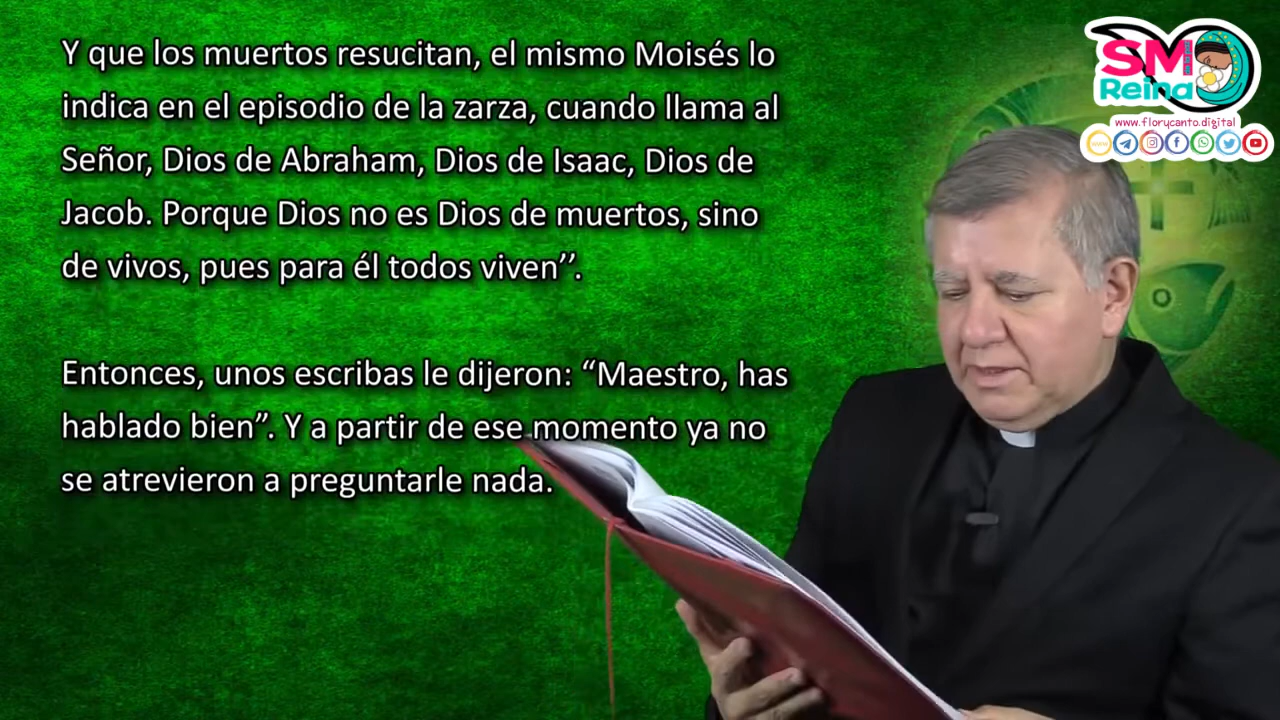 Y que los muertos resucitan, el mismo Moisés lo
indica en el episodio de la zarza, cuando llama al
Señor, Dios de Abraham, Dios de Isaac, Dios de
Jacob. Porque Dios no es Dios de muertos, sino
de vivos, pues para él todos viven’’.
Entonces, unos escribas le dijeron: “Maestro, has
hablado bien”. Y a partir de ese momento ya no
se atrevieron a preguntarle nada.
SM
Reina
www.florycanto.digital